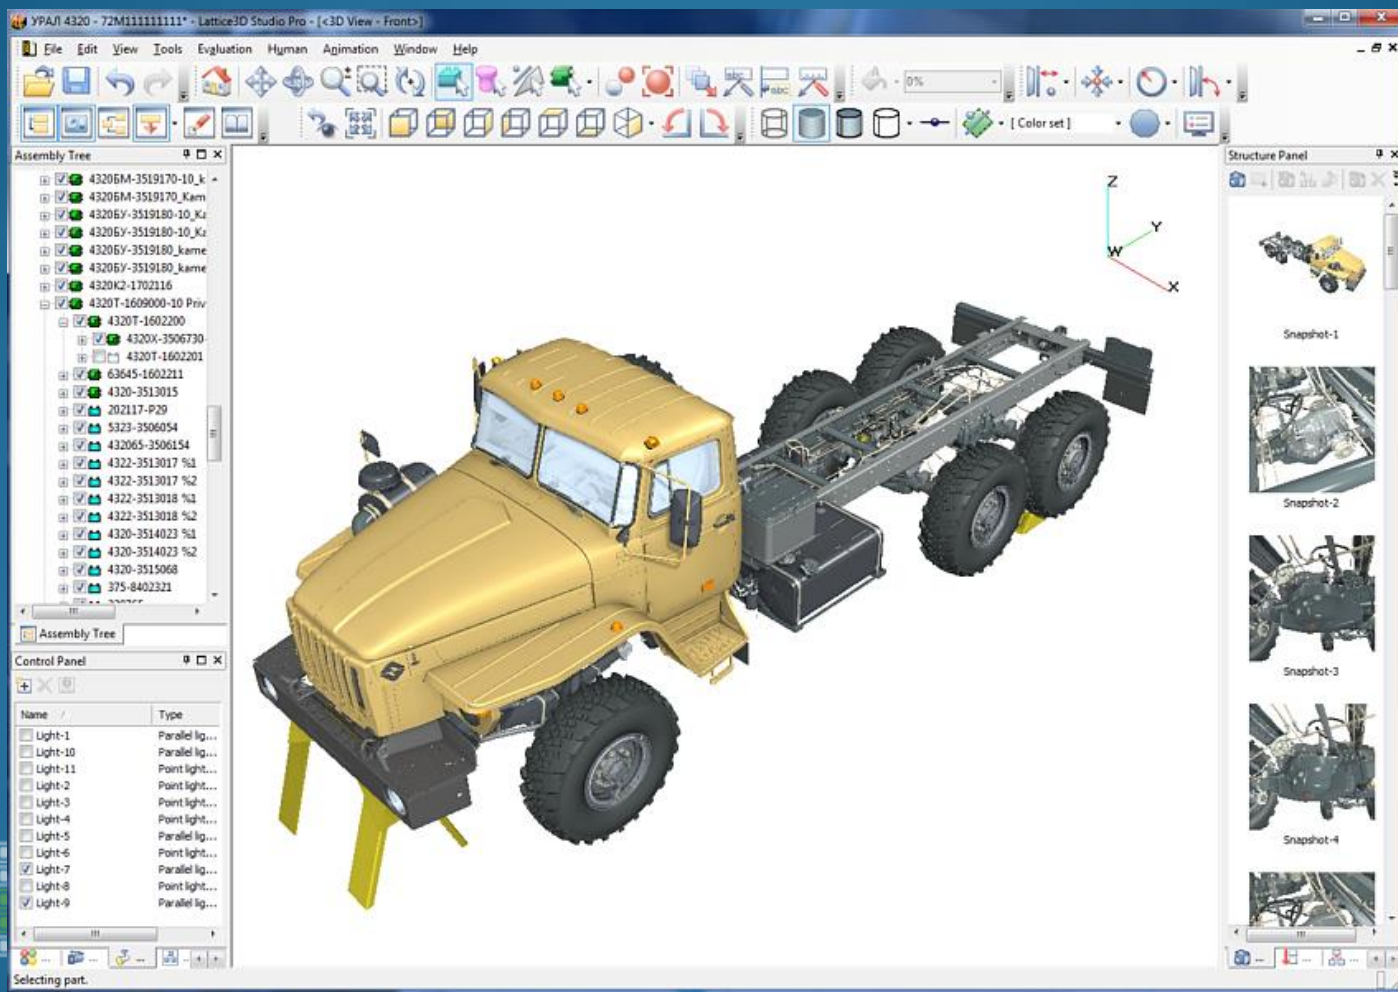 УРАЛ 4320 - 72М111111111* - Lattice3D Studio Pro - [<3D View - Front>]
File Edit View Tools Evaluation Human Animation Window Help
0%
[ Color set ]
Assembly Tree
4320БМ-3519170-10_k
4320БМ-3519170_Kam
4320БУ-3519180-10_Ka
4320БУ-3519180-10_Ka
4320БУ-3519180_kame
4320БУ-3519180_kame
4320К2-1702116
4320Т-1609000-10 Priv
4320Т-1602200
4320Х-3506730-
4320Т-1602201
63645-1602211
4320-3513015
202117-P29
5323-3506054
432065-3506154
4322-3513017 %1
4322-3513017 %2
4322-3513018 %1
4322-3513018 %2
4320-3514023 %1
4320-3514023 %2
4320-3515068
375-8402321
Assembly Tree
Control Panel
Name Type
Light-1 Parallel lig...
Light-10 Parallel lig...
Light-11 Point light...
Light-2 Point light...
Light-3 Point light...
Light-4 Point light...
Light-5 Parallel lig...
Light-6 Point light...
Light-7 Parallel lig...
Light-8 Point light...
Light-9 Parallel lig...
Selecting part.
Z
Y
W
X
Structure Panel
Snapshot-1
Snapshot-2
Snapshot-3
Snapshot-4